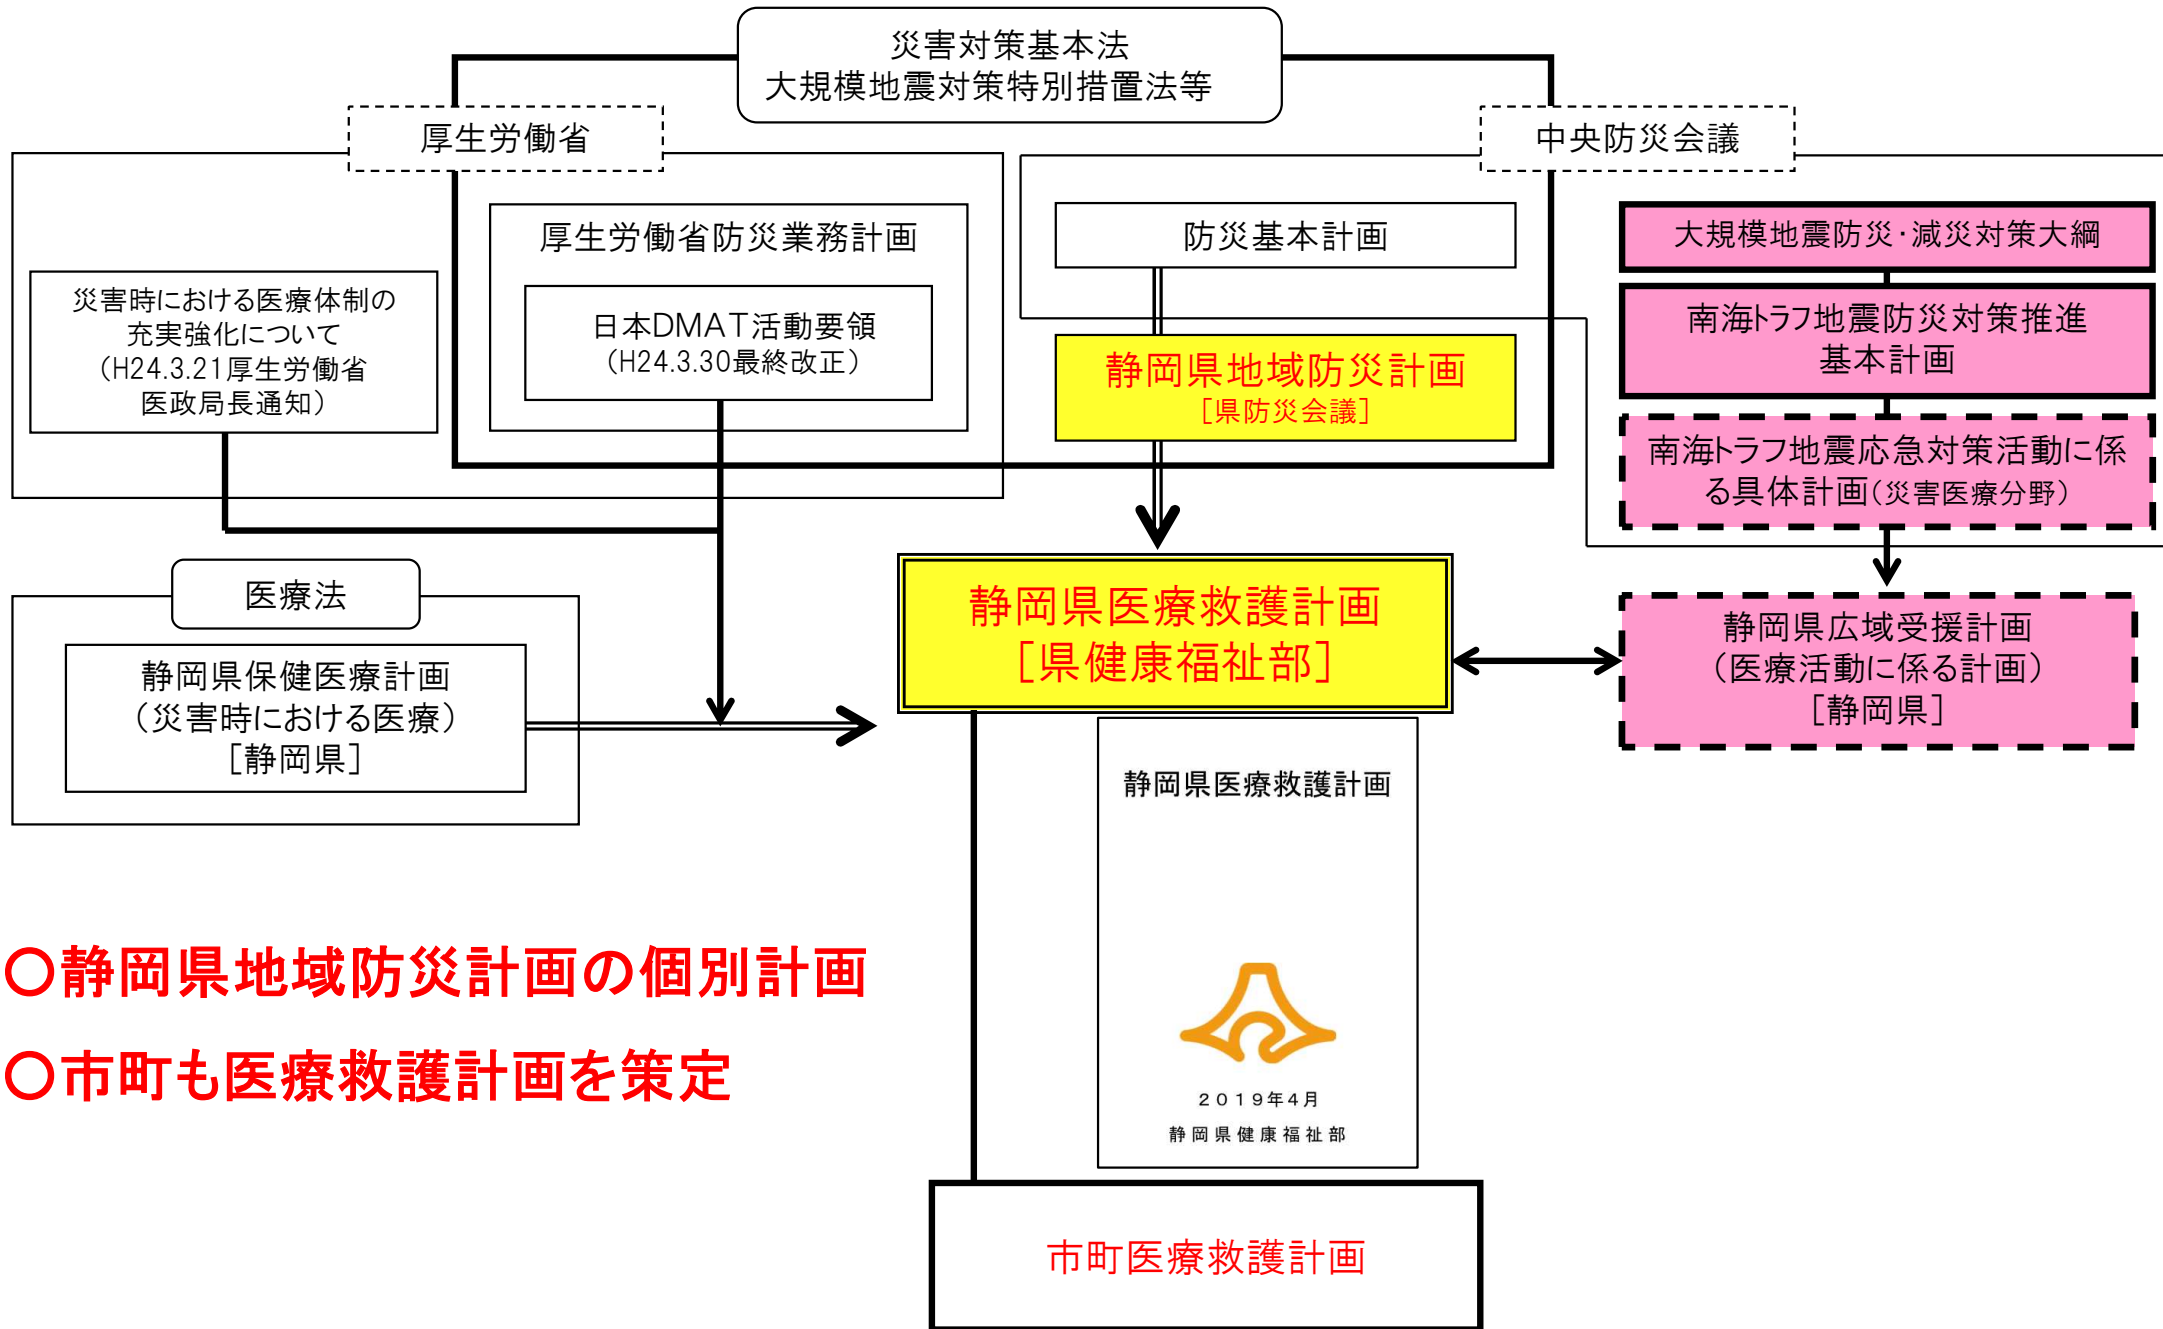 災害対策基本法
大規模地震対策特別措置法等
厚生労働省
中央防災会議
厚生労働省防災業務計画
防災基本計画
大規模地震防災・減災対策大綱
災害時における医療体制の
充実強化について
（H24.3.21厚生労働省
医政局長通知）
日本DMAT活動要領
（H24.3.30最終改正）
静岡県地域防災計画
［県防災会議］
南海トラフ地震防災対策推進
基本計画
南海トラフ地震応急対策活動に係
る具体計画（災害医療分野）
医療法
静岡県保健医療計画
（災害時における医療）
［静岡県］
静岡県医療救護計画
［県健康福祉部］
静岡県広域受援計画
（医療活動に係る計画）
［静岡県］
静岡県医療救護計画
２０１９年４月
静岡県健康福祉部
○静岡県地域防災計画の個別計画
○市町も医療救護計画を策定
市町医療救護計画